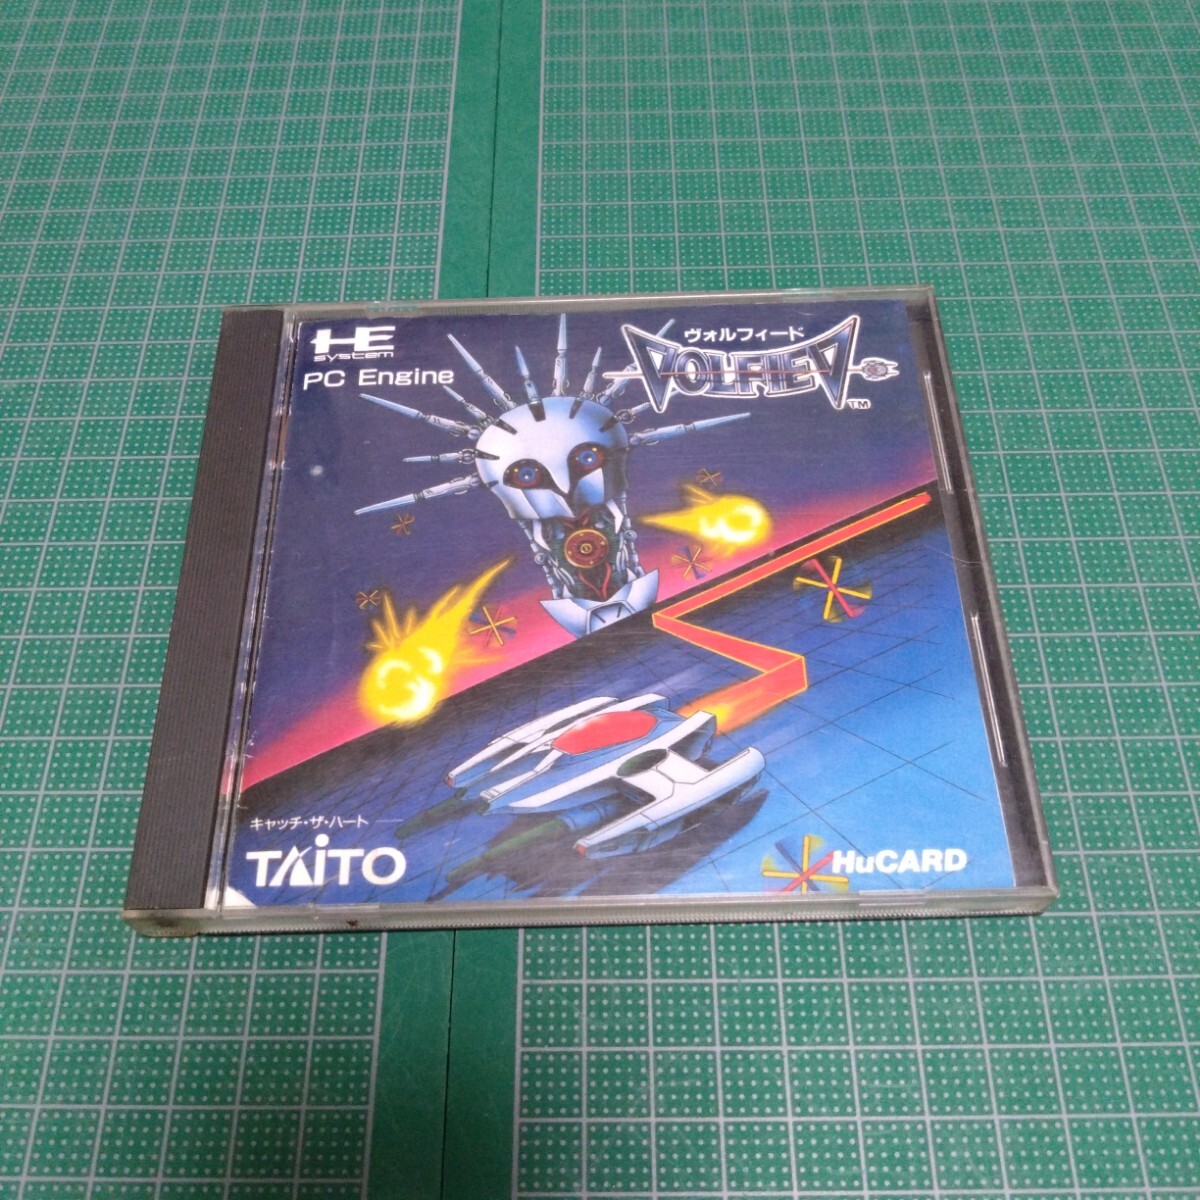 HE
system
PC Engine
ヴォルフィード
VOLFIED
TM
キャッチ・ザ・ハート
TAiTO
HuCARD